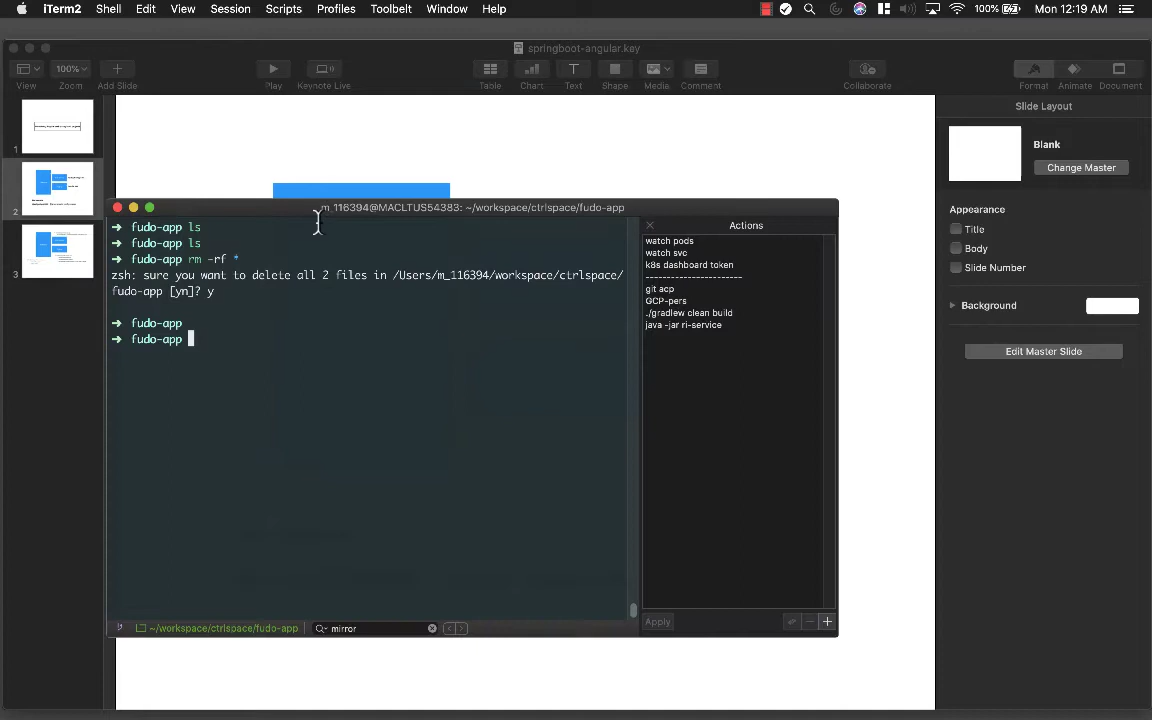 iTerm2 Shell Edit View Session Scripts Profiles Toolbelt Window Help 100% Mon 12:19 AM
springboot-angular.key
100%
View Zoom Add Slide Play Keynote Live Table Chart Text Shape Media Comment Collaborate Format Animate Document
Slide Layout
Blank
Change Master
Appearance
Title
Body
Slide Number
Background
Edit Master Slide
1
2
3
m_116394@MACLTUS54383: ~/workspace/ctrlspace/fudo-app
➜ fudo-app ls
➜ fudo-app ls
➜ fudo-app rm -rf *
zsh: sure you want to delete all 2 files in /Users/m_116394/workspace/ctrlspace/
fudo-app [yn]? y
➜ fudo-app
➜ fudo-app
~/workspace/ctrlspace/fudo-app
mirror
Actions
watch pods
watch svc
k8s dashboard token
------------------------
git acp
GCP-pers
./gradlew clean build
java -jar ri-service
Apply